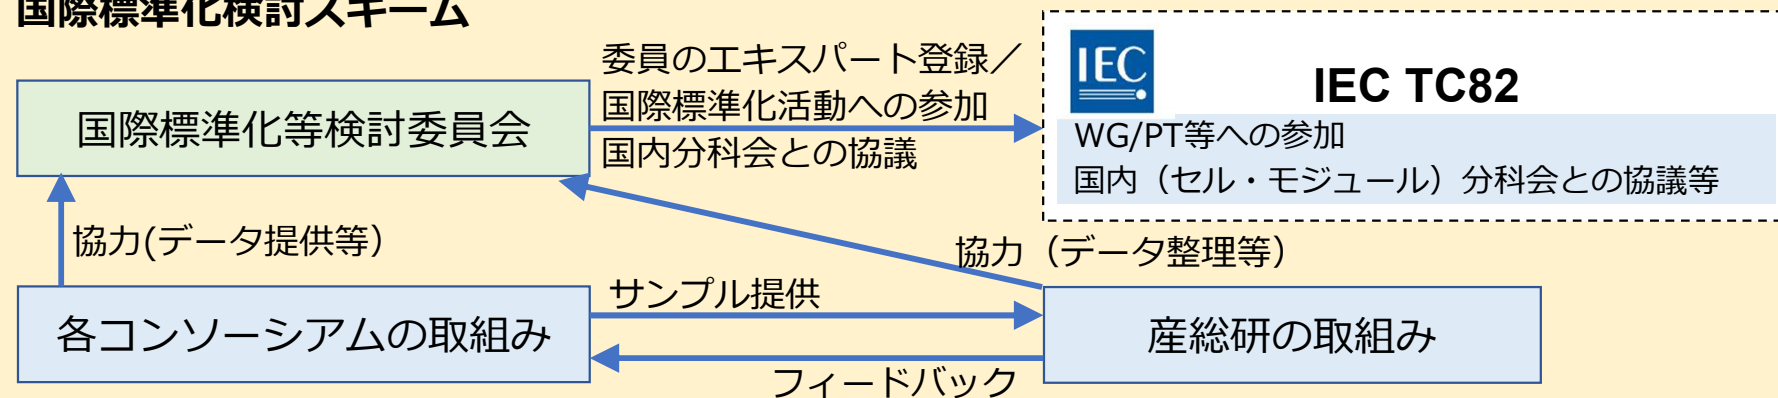 国際標準化検討スキーム
国際標準化等検討委員会
委員のエキスパート登録／
国際標準化活動への参加
国内分科会との協議
IEC
IEC TC82
WG/PT等への参加
国内（セル・モジュール）分科会との協議等
協力(データ提供等）
協力（データ整理等）
各コンソーシアムの取組み
サンプル提供
フィードバック
産総研の取組み